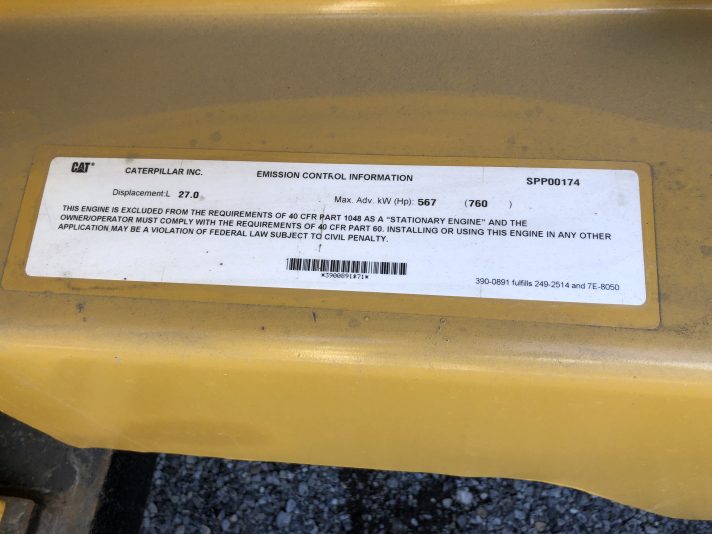 CAT® CATERPILLAR INC. EMISSION CONTROL INFORMATION SPP00174
Displacement:L 27.0 Max. Adv. kW (Hp): 567 (760 )
THIS ENGINE IS EXCLUDED FROM THE REQUIREMENTS OF 40 CFR PART 1048 AS A "STATIONARY ENGINE" AND THE
OWNER/OPERATOR MUST COMPLY WITH THE REQUIREMENTS OF 40 CFR PART 60. INSTALLING OR USING THIS ENGINE IN ANY OTHER
APPLICATION MAY BE A VIOLATION OF FEDERAL LAW SUBJECT TO CIVIL PENALTY.
*3900891#71*
390-0891 fulfills 249-2514 and 7E-8050